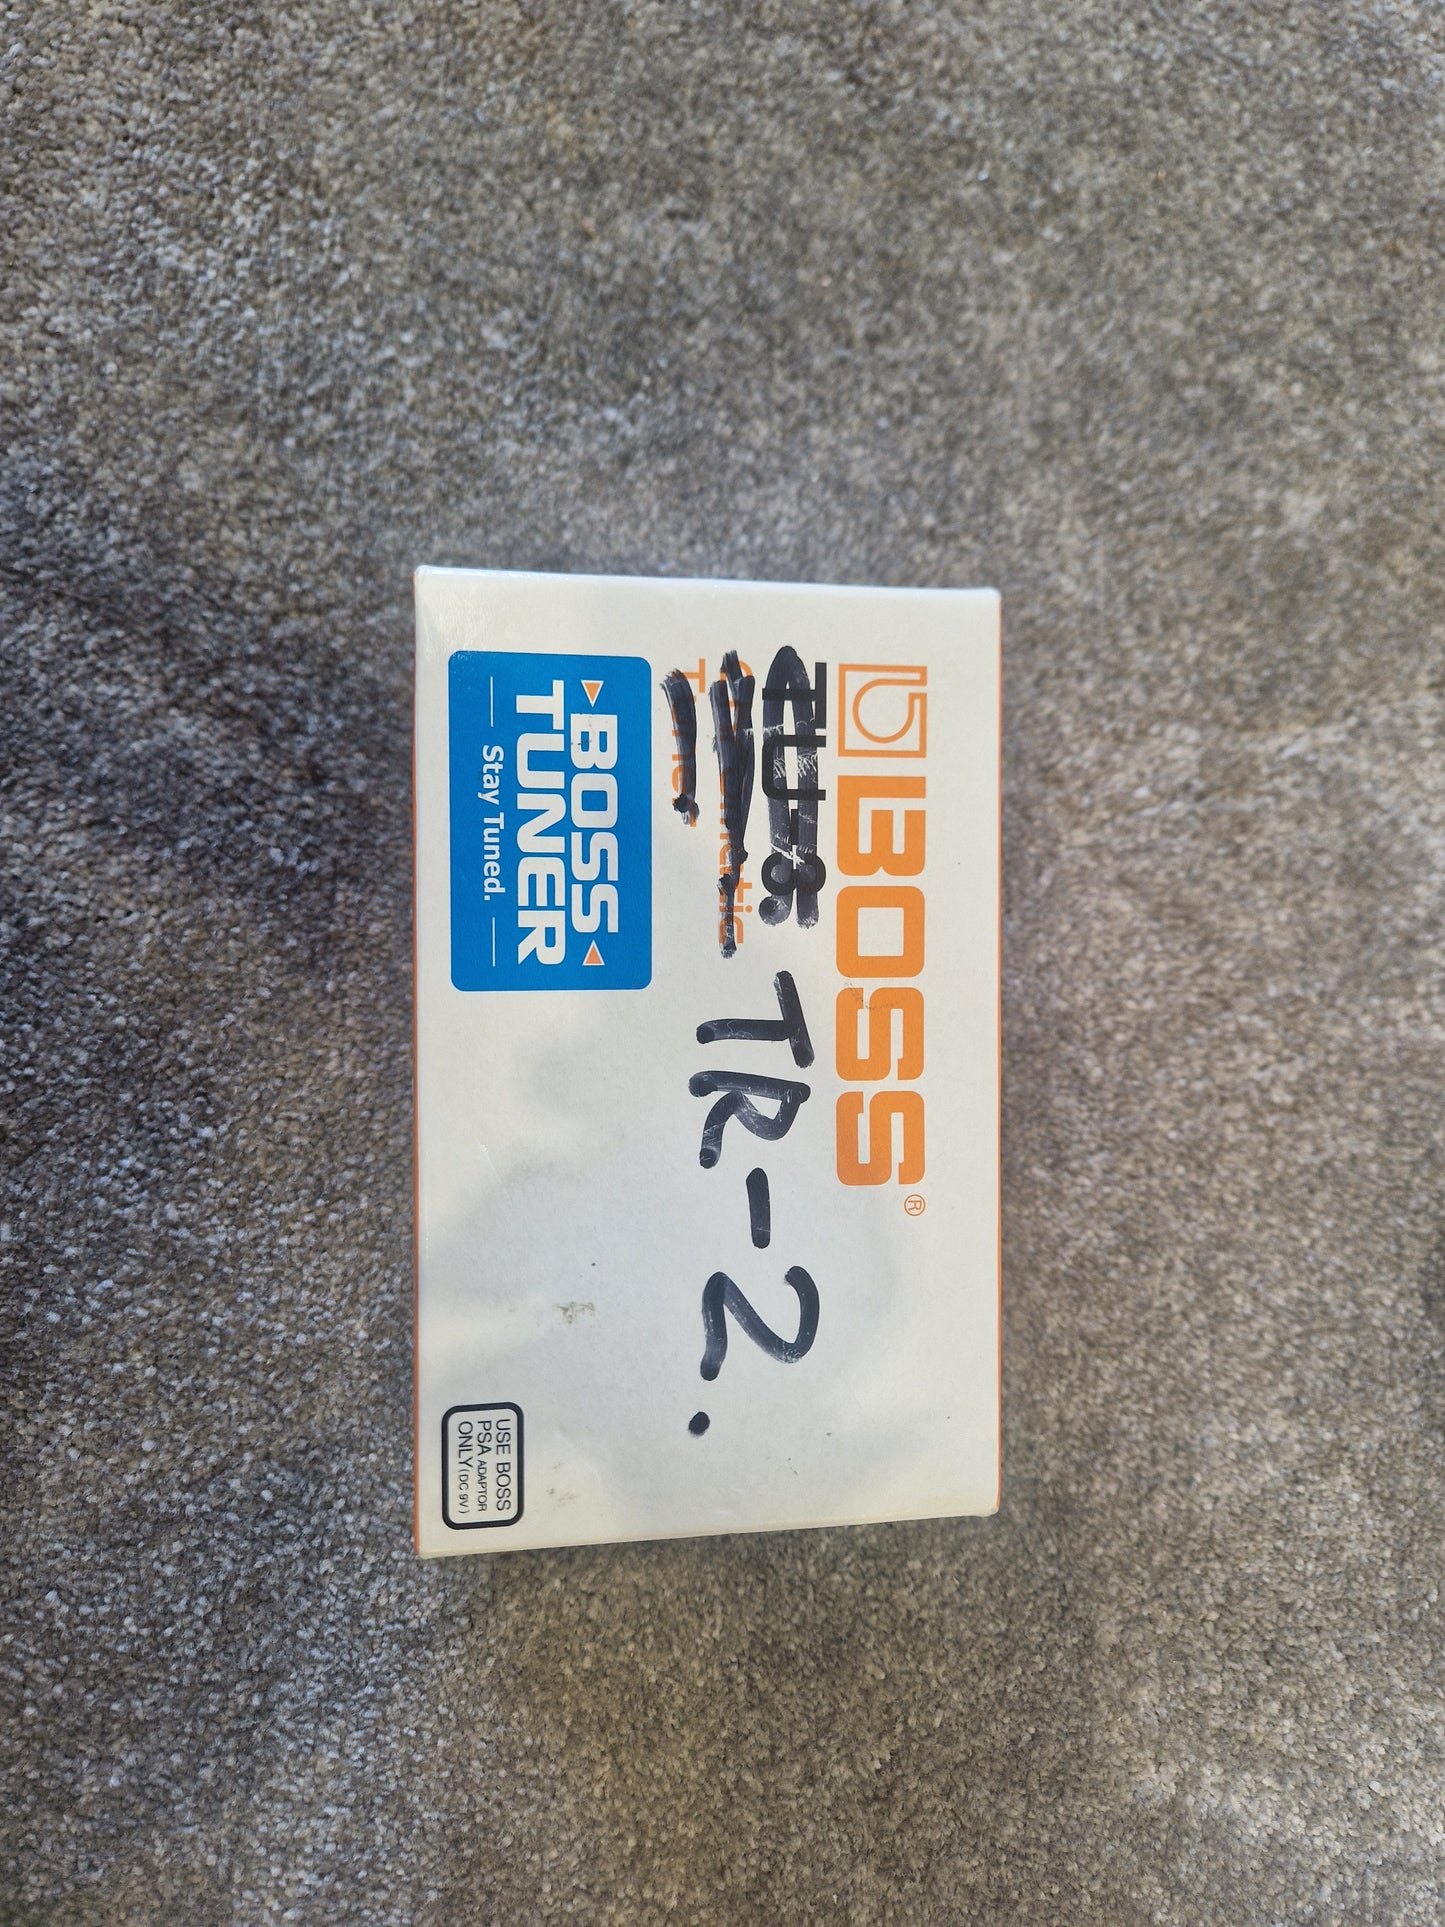 BOSS®
TR-2.
BOSS
TUNER
Stay Tuned.
USE BOSS
PSA ADAPTOR
ONLY (DC 9V)